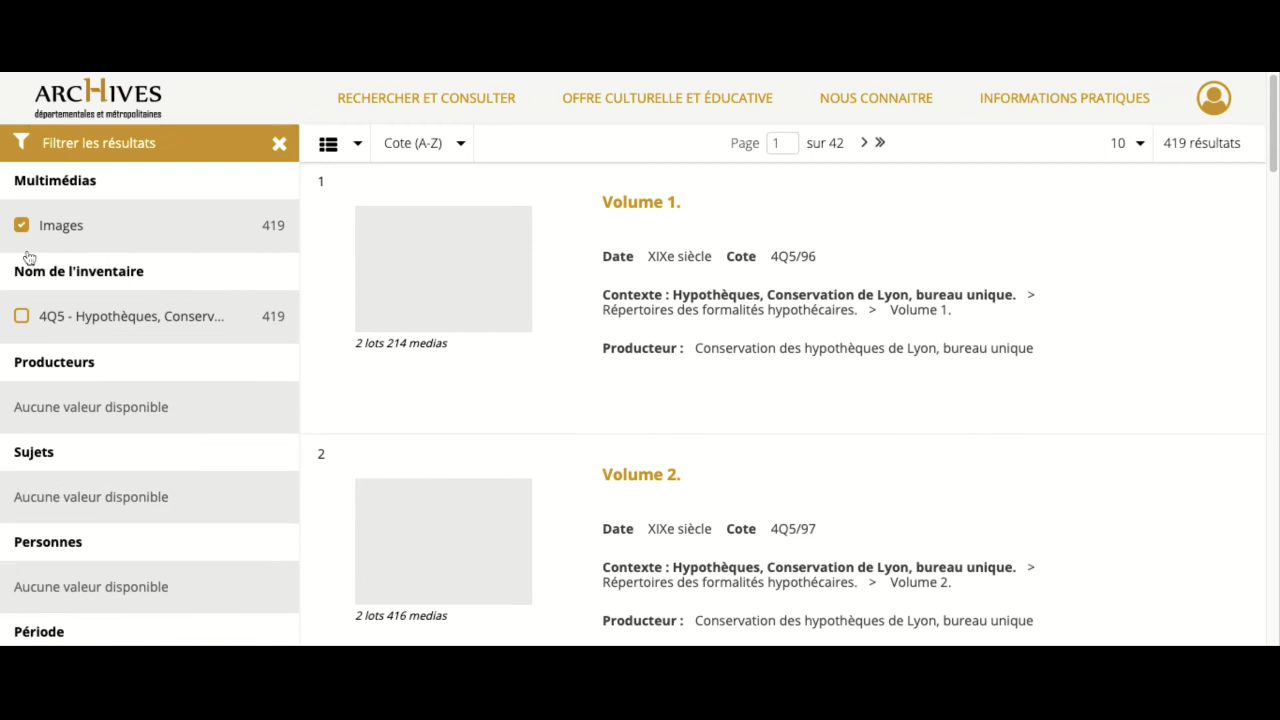 ARCHIVES
départementales et métropolitaines
RECHERCHER ET CONSULTER
OFFRE CULTURELLE ET ÉDUCATIVE
NOUS CONNAITRE
INFORMATIONS PRATIQUES
Filtrer les résultats
Cote (A-Z)
Page 1 sur 42
10
419 résultats
Multimédias
Images 419
Nom de l'inventaire
4Q5 - Hypothèques, Conserv... 419
Producteurs
Aucune valeur disponible
Sujets
Aucune valeur disponible
Personnes
Aucune valeur disponible
Période
1
Volume 1.
Date XIXe siècle Cote 4Q5/96
Contexte : Hypothèques, Conservation de Lyon, bureau unique. >
Répertoires des formalités hypothécaires. > Volume 1.
2 lots 214 medias
Producteur : Conservation des hypothèques de Lyon, bureau unique
2
Volume 2.
Date XIXe siècle Cote 4Q5/97
Contexte : Hypothèques, Conservation de Lyon, bureau unique. >
Répertoires des formalités hypothécaires. > Volume 2.
2 lots 416 medias
Producteur : Conservation des hypothèques de Lyon, bureau unique